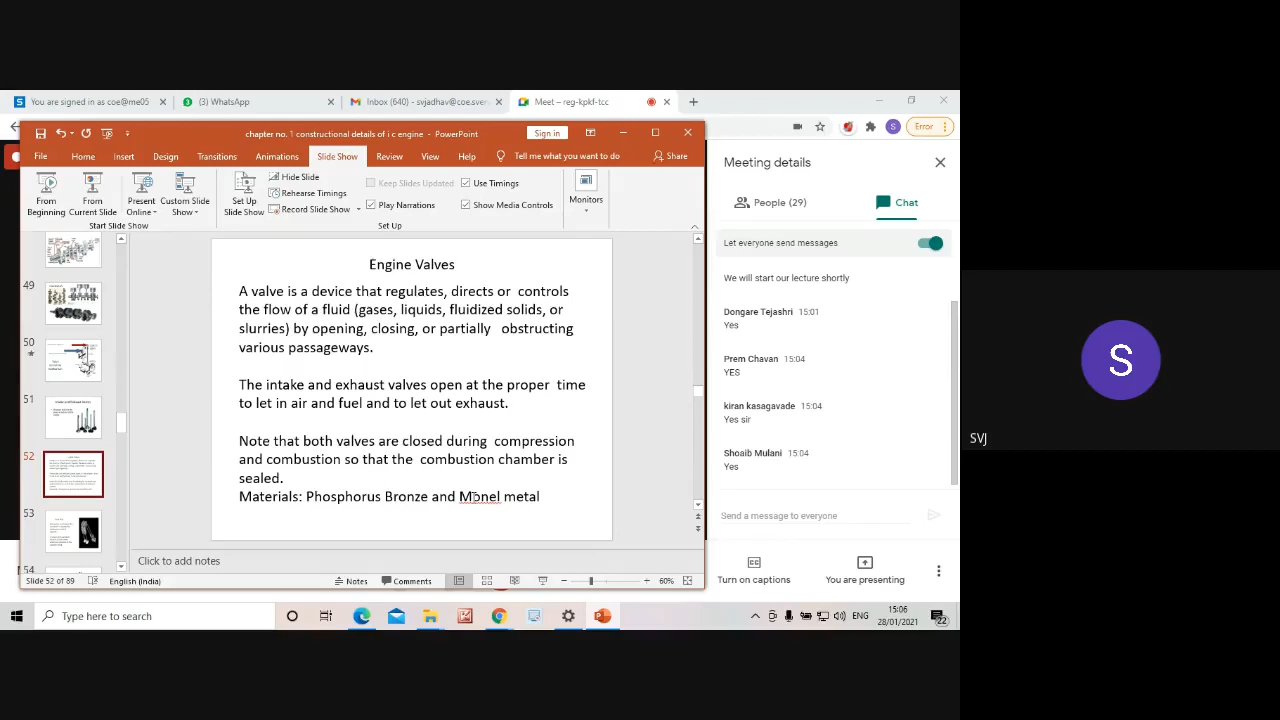 You are signed in as coe@me05
(3) WhatsApp
Inbox (640) - svjadhav@coe.sver
Meet – reg-kpkf-tcc
chapter no. 1 constructional details of i c engine - PowerPoint
Sign in
Error
File Home Insert Design Transitions Animations Slide Show Review View Help Tell me what you want to do Share
From Beginning
From Current Slide
Present Online
Custom Slide Show
Set Up Slide Show
Hide Slide
Rehearse Timings
Record Slide Show
Keep Slides Updated
Play Narrations
Use Timings
Show Media Controls
Monitors
Start Slide Show
Set Up
49
50
51
52
53
Engine Valves
A valve is a device that regulates, directs or controls
the flow of a fluid (gases, liquids, fluidized solids, or
slurries) by opening, closing, or partially obstructing
various passageways.
The intake and exhaust valves open at the proper time
to let in air and fuel and to let out exhaust.
Note that both valves are closed during compression
and combustion so that the combustion chamber is
sealed.
Materials: Phosphorus Bronze and Monel metal
Click to add notes
Slide 52 of 89
English (India)
Notes
Comments
60%
Meeting details
People (29)
Chat
Let everyone send messages
We will start our lecture shortly
Dongare Tejashri 15:01
Yes
Prem Chavan 15:04
YES
kiran kasagavade 15:04
Yes sir
Shoaib Mulani 15:04
Yes
Send a message to everyone
Turn on captions
You are presenting
Type here to search
ENG
15:06
28/01/2021
22
S
SVJ